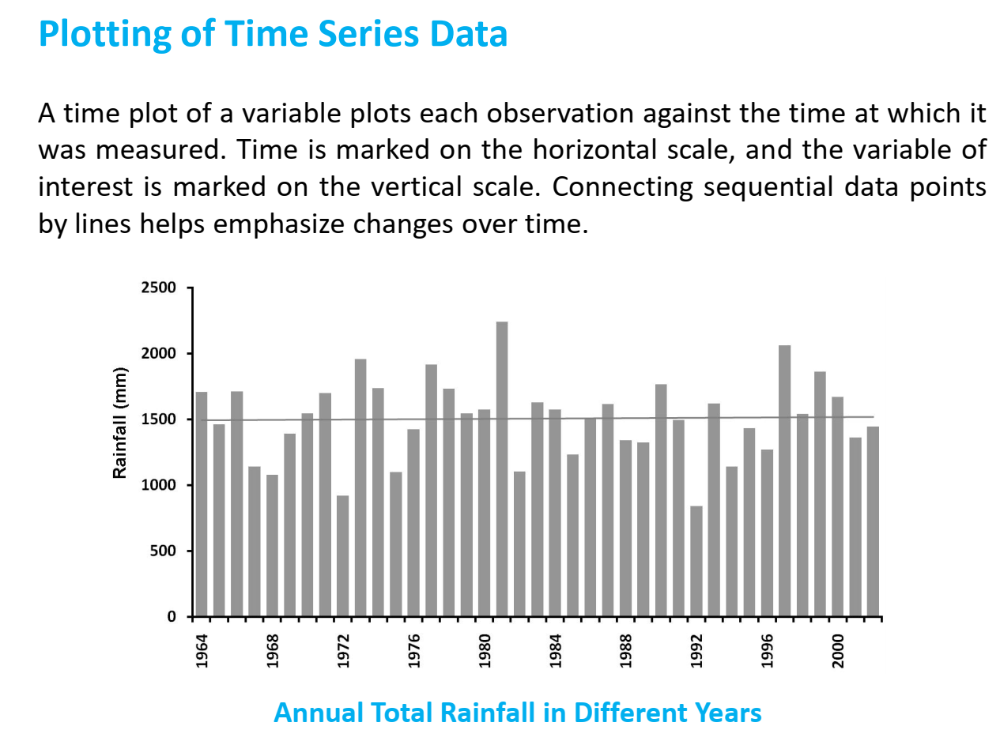 Plotting of Time Series Data
A time plot of a variable plots each observation against the time at which it
was measured. Time is marked on the horizontal scale, and the variable of
interest is marked on the vertical scale. Connecting sequential data points
by lines helps emphasize changes over time.
2500
2000
1500
1000
500
0
Rainfall (mm)
1964
1968
1972
1976
1980
1984
1988
1992
1996
2000
Annual Total Rainfall in Different Years